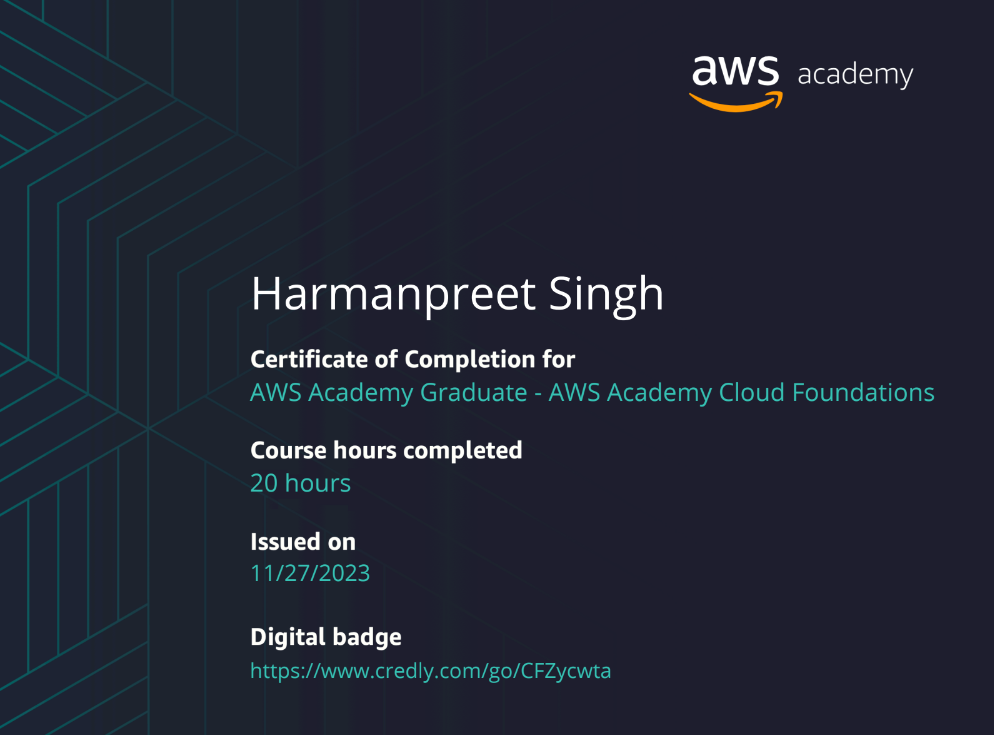 aws academy
Harmanpreet Singh
Certificate of Completion for
AWS Academy Graduate - AWS Academy Cloud Foundations
Course hours completed
20 hours
Issued on
11/27/2023
Digital badge
https://www.credly.com/go/CFZycwta